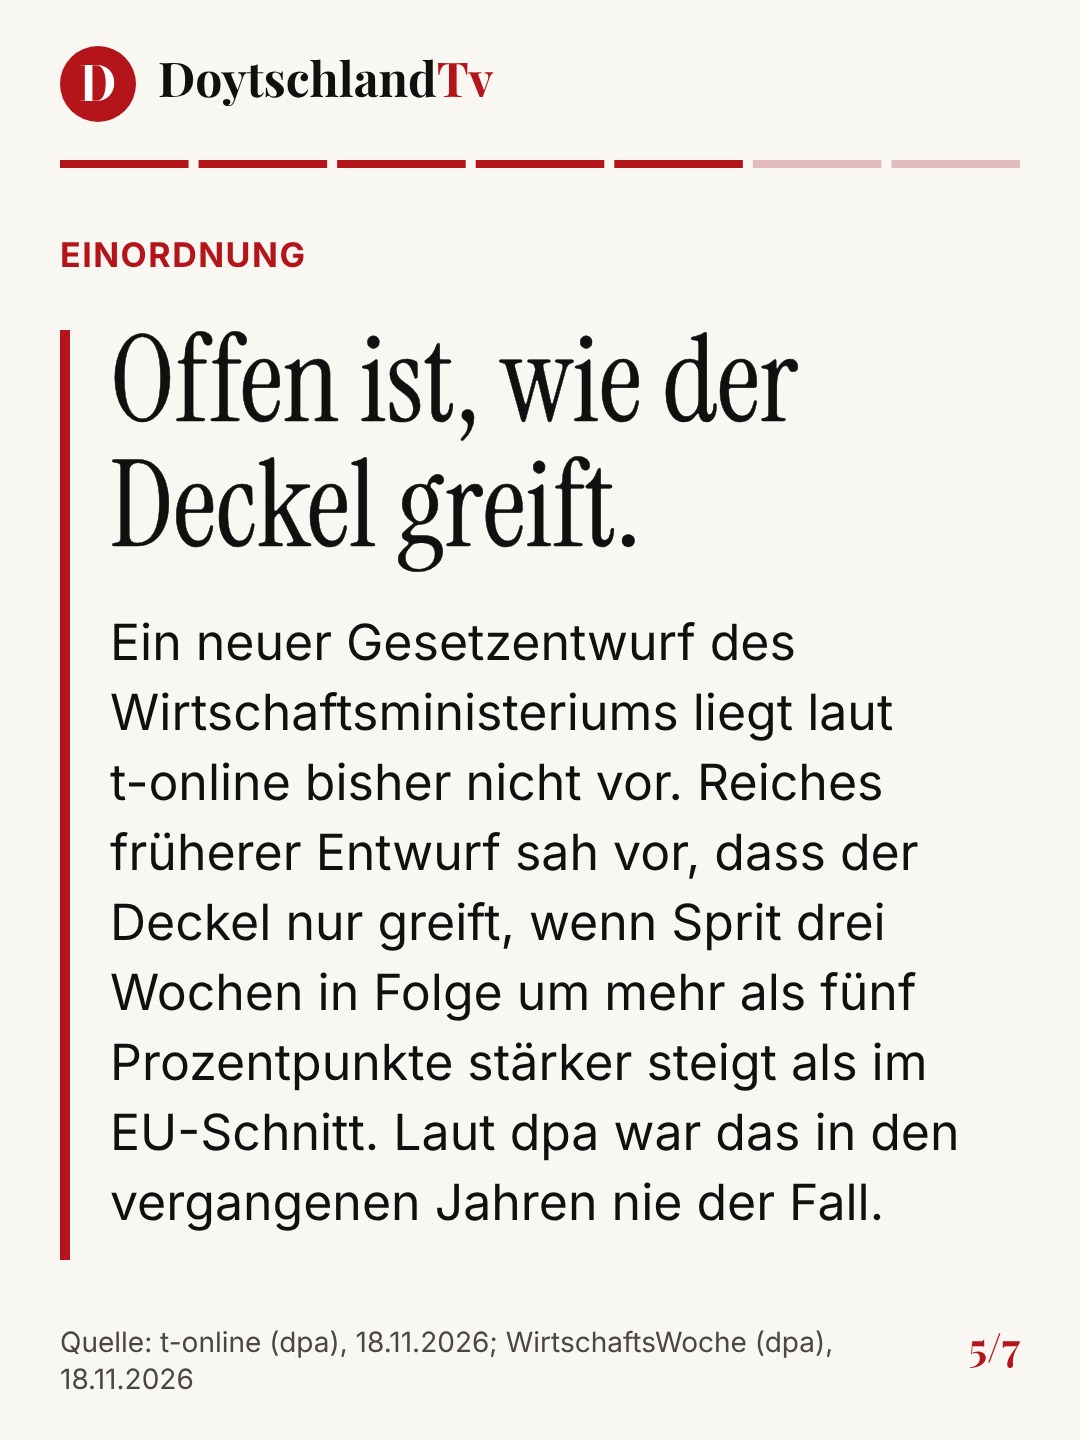 D DoytschlandTv
EINORDNUNG
Offen ist, wie der
Deckel greift.
Ein neuer Gesetzentwurf des
Wirtschaftsministeriums liegt laut
t-online bisher nicht vor. Reiches
früherer Entwurf sah vor, dass der
Deckel nur greift, wenn Sprit drei
Wochen in Folge um mehr als fünf
Prozentpunkte stärker steigt als im
EU-Schnitt. Laut dpa war das in den
vergangenen Jahren nie der Fall.
Quelle: t-online (dpa), 18.11.2026; WirtschaftsWoche (dpa),
18.11.2026
5/7